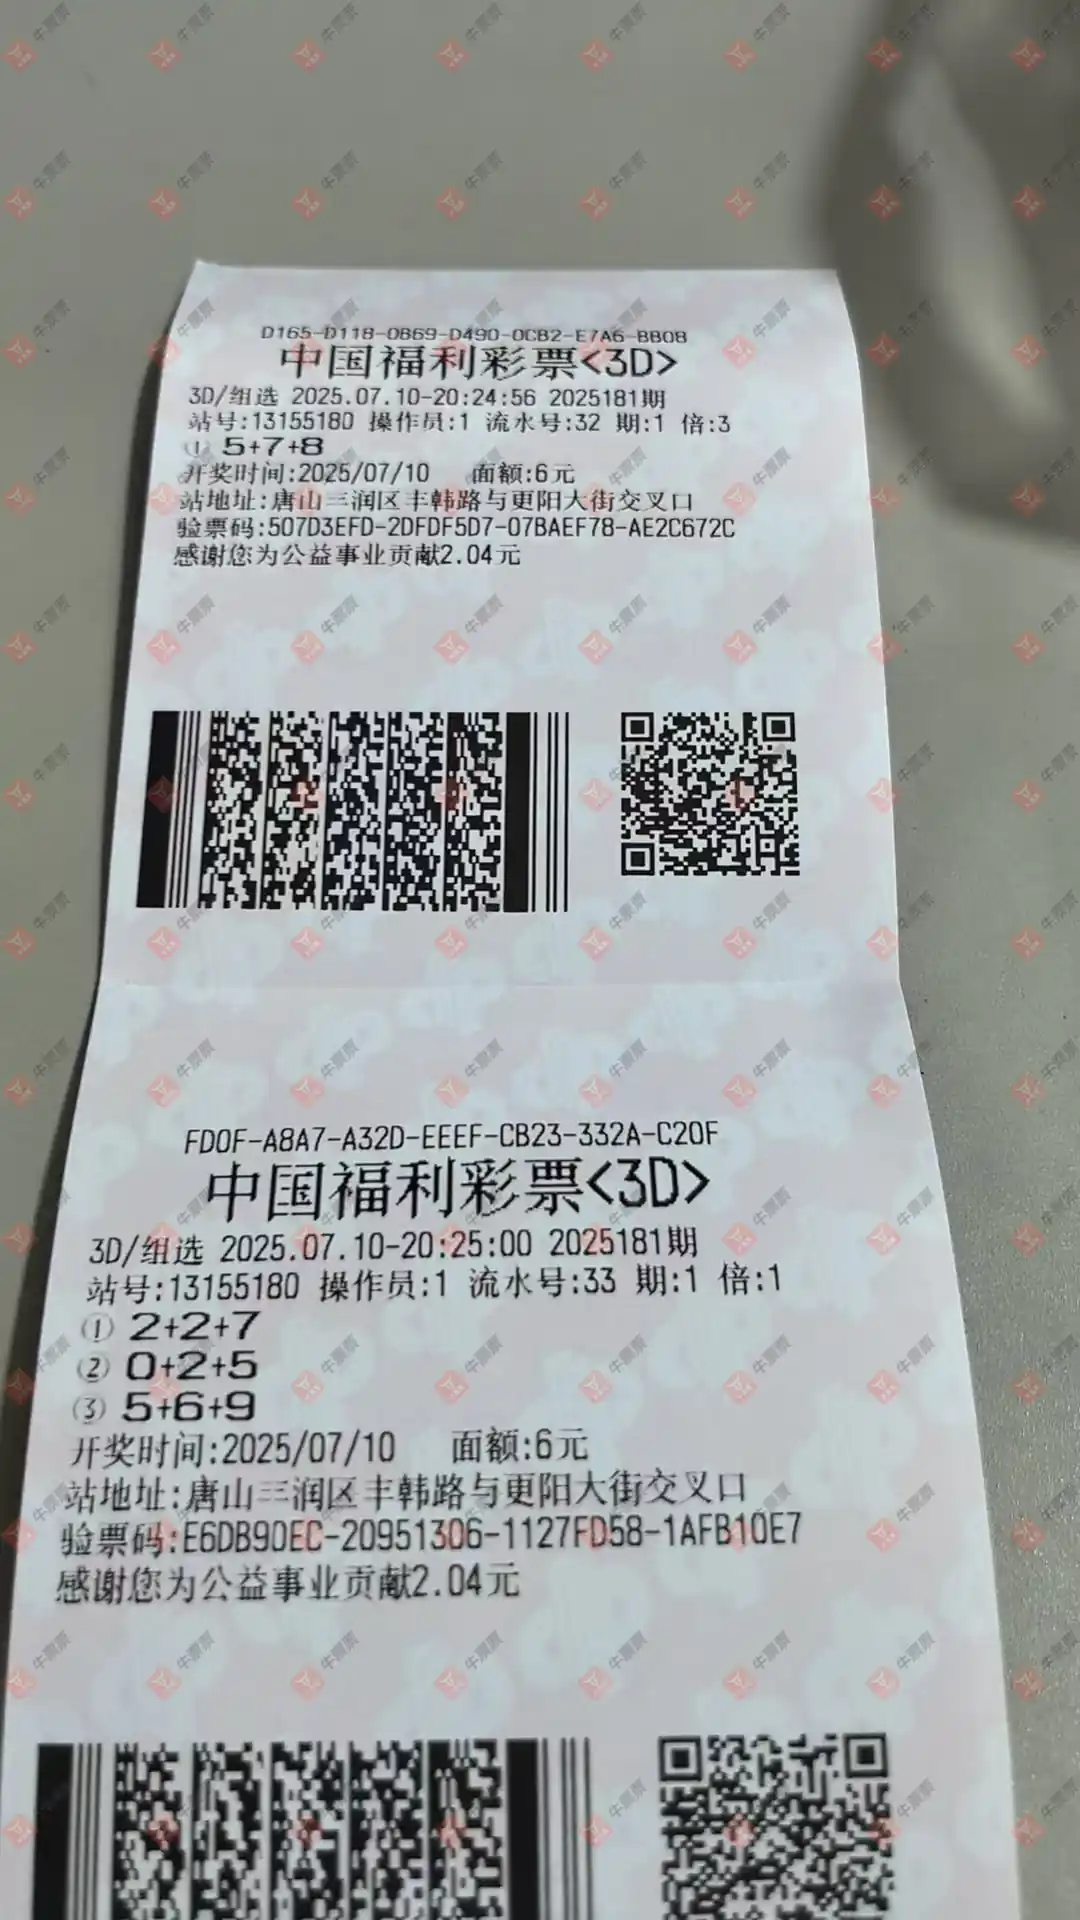 D165-D118-0B69-D490-0CB2-E7A6-BB0B
中国福利彩票<3D>
3D/组选 2025.07.10-20:24:56 2025181期
站号:13155180 操作员:1 流水号:32 期:1 倍:3
① 5+7+8
开奖时间:2025/07/10 面额:6元
站地址:唐山三润区丰韩路与更阳大街交叉口
验票码:507D3EFD-2DFDF5D7-07BAEF78-AE2C672C
感谢您为公益事业贡献2.04元
FD0F-A8A7-A32D-EEEF-CB23-332A-C20F
中国福利彩票<3D>
3D/组选 2025.07.10-20:25:00 2025181期
站号:13155180 操作员:1 流水号:33 期:1 倍:1
① 2+2+7
② 0+2+5
③ 5+6+9
开奖时间:2025/07/10 面额:6元
站地址:唐山三润区丰韩路与更阳大街交叉口
验票码:E6DB90EC-20951306-1127FD58-1AFB10E7
感谢您为公益事业贡献2.04元
牛票票